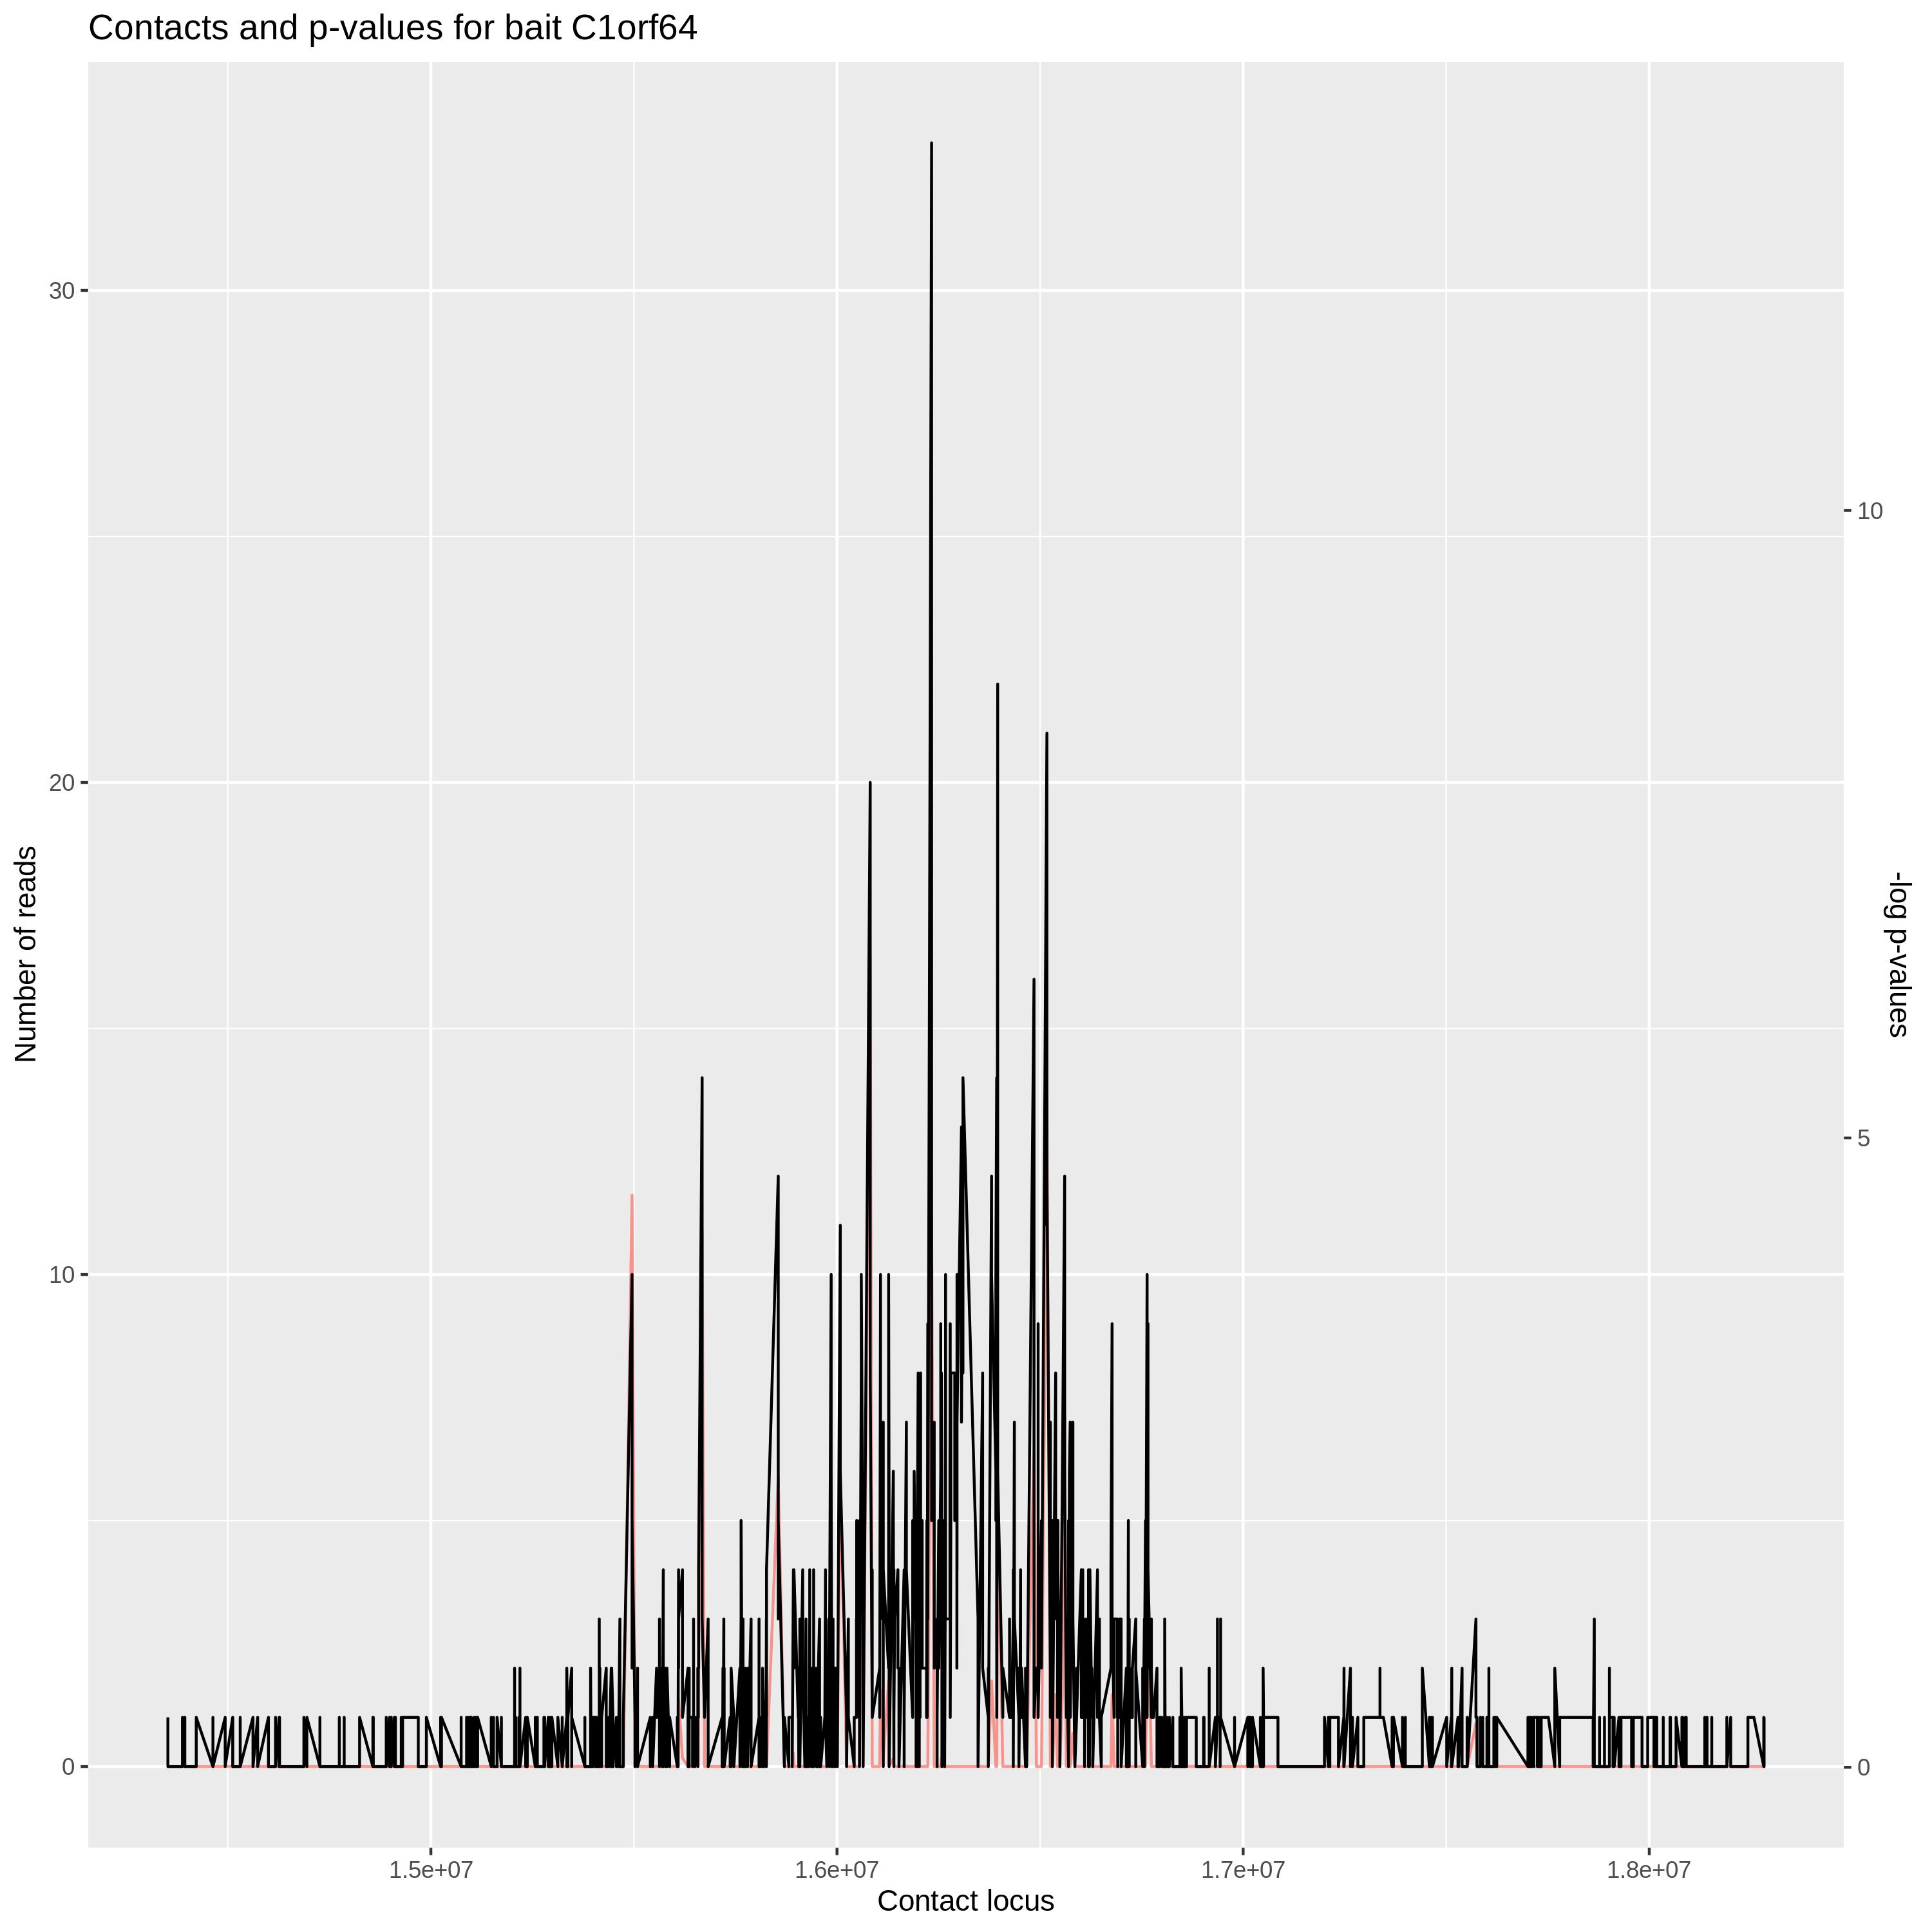 Contacts and p-values for bait C1orf64
30
20
10
0
Number of reads
10
5
0
-log p-values
1.5e+07
1.6e+07
1.7e+07
1.8e+07
Contact locus